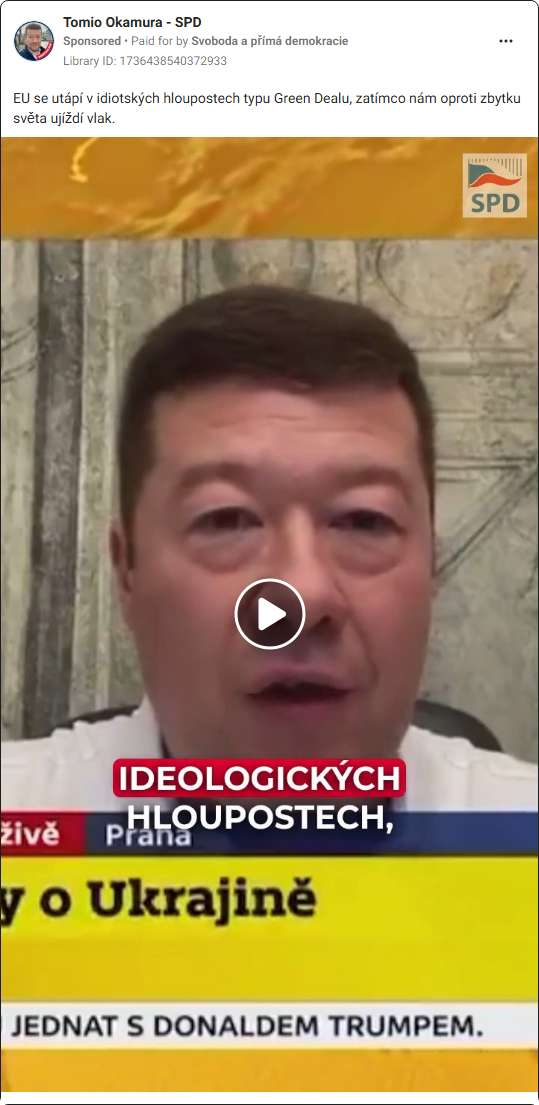 Tomio Okamura - SPD
Sponsored • Paid for by Svoboda a přímá demokracie
Library ID: 1736438540372933
EU se utápí v idiotských hloupostech typu Green Dealu, zatímco nám oproti zbytku
světa ujíždí vlak.
SPD
IDEOLOGICKÝCH
HLOUPOSTECH,
živě Praha
y o Ukrajině
JEDNAT S DONALDEM TRUMPEM.